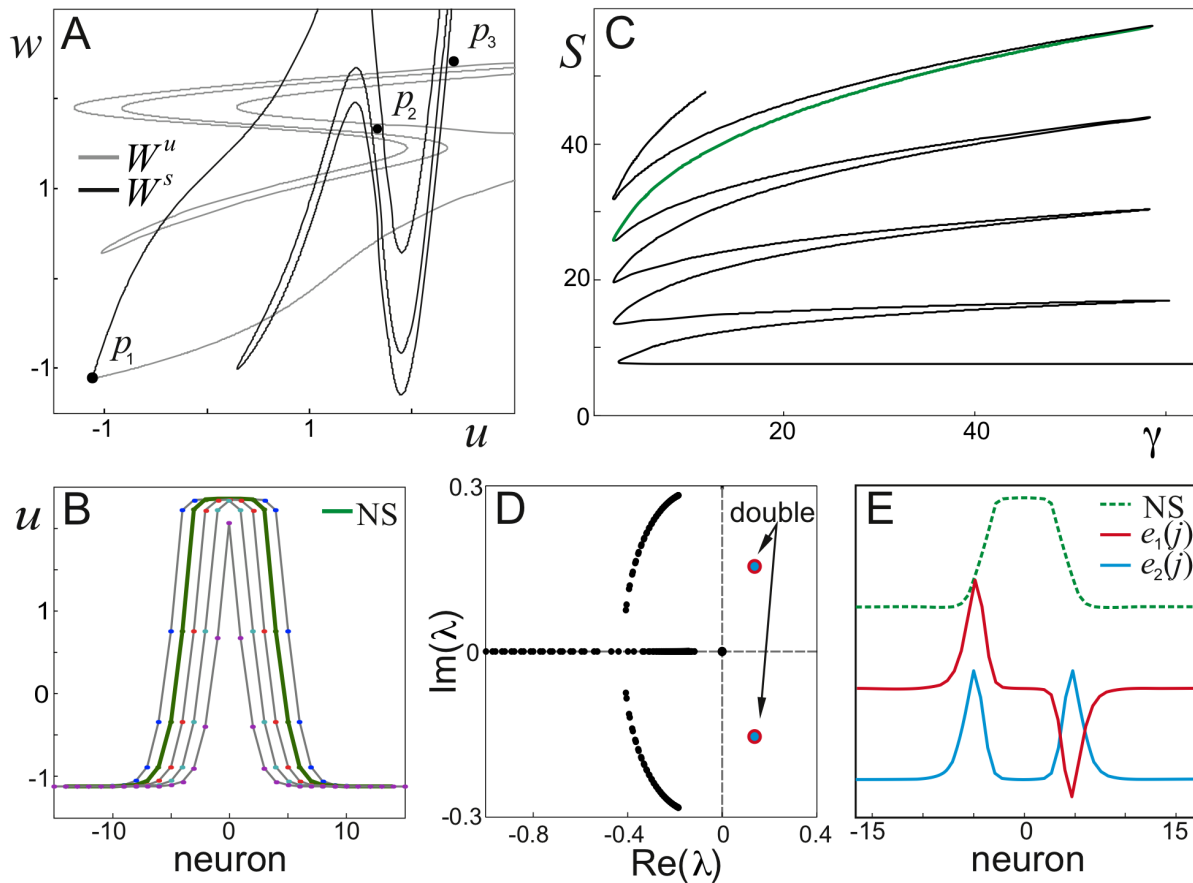 A
w
p₁
p₂
p₃
Wᵘ
Wˢ
1
-1
-1
1
u
C
S
40
20
0
20
40
γ
B
u
NS
1
0
-1
-10
0
10
neuron
D
0.3
0
-0.3
Im(λ)
double
-0.8
-0.4
0
0.4
Re(λ)
E
NS
e₁(j)
e₂(j)
-15
0
15
neuron